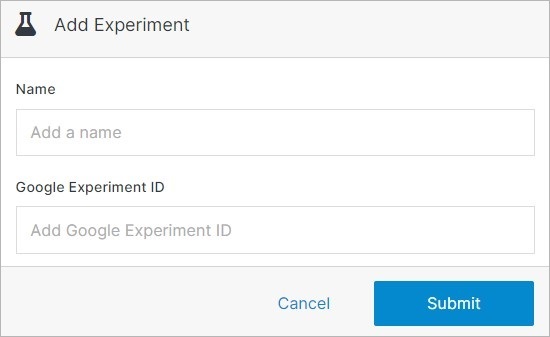 Add Experiment
Name
Add a name
Google Experiment ID
Add Google Experiment ID
Cancel
Submit